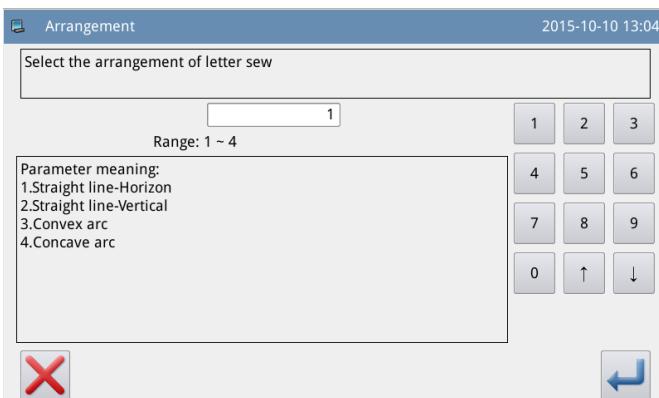 Arrangement 2015-10-10 13:04
Select the arrangement of letter sew
1
Range: 1 ~ 4
Parameter meaning:
1.Straight line-Horizon
2.Straight line-Vertical
3.Convex arc
4.Concave arc
1 2 3
4 5 6
7 8 9
0 ↑ ↓